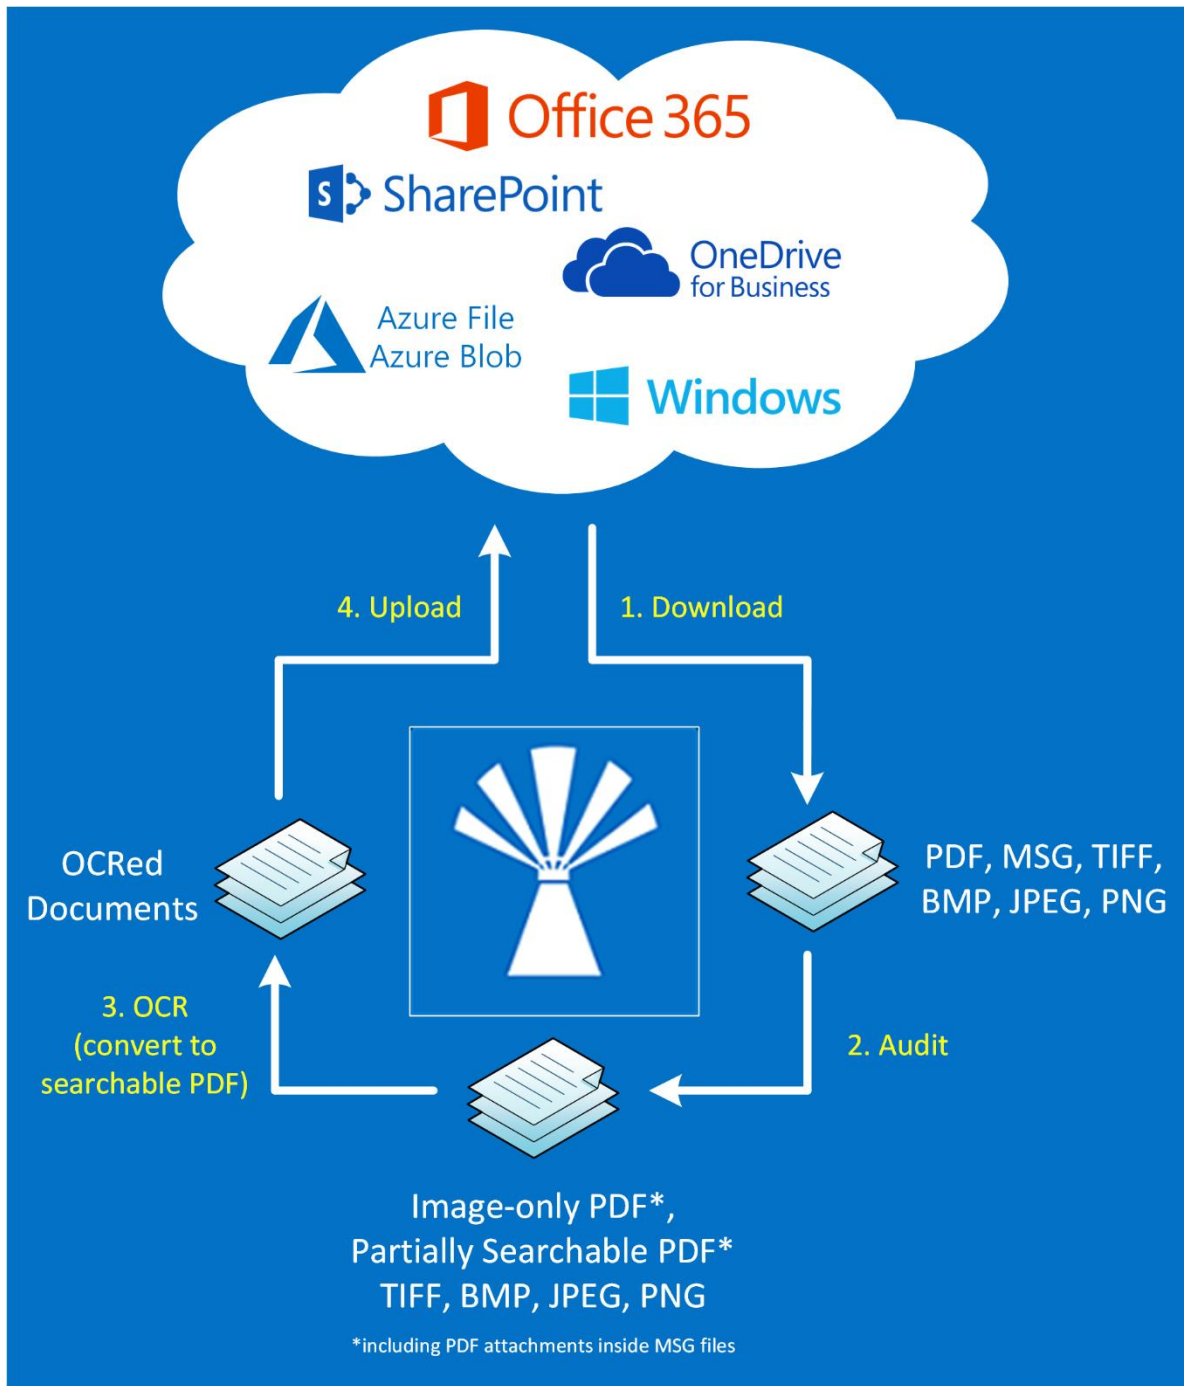 Office 365
S SharePoint
OneDrive
for Business
Azure File
Azure Blob
Windows
4. Upload
1. Download
OCRed
Documents
PDF, MSG, TIFF,
BMP, JPEG, PNG
3. OCR
(convert to
searchable PDF)
2. Audit
Image-only PDF*,
Partially Searchable PDF*
TIFF, BMP, JPEG, PNG
*including PDF attachments inside MSG files